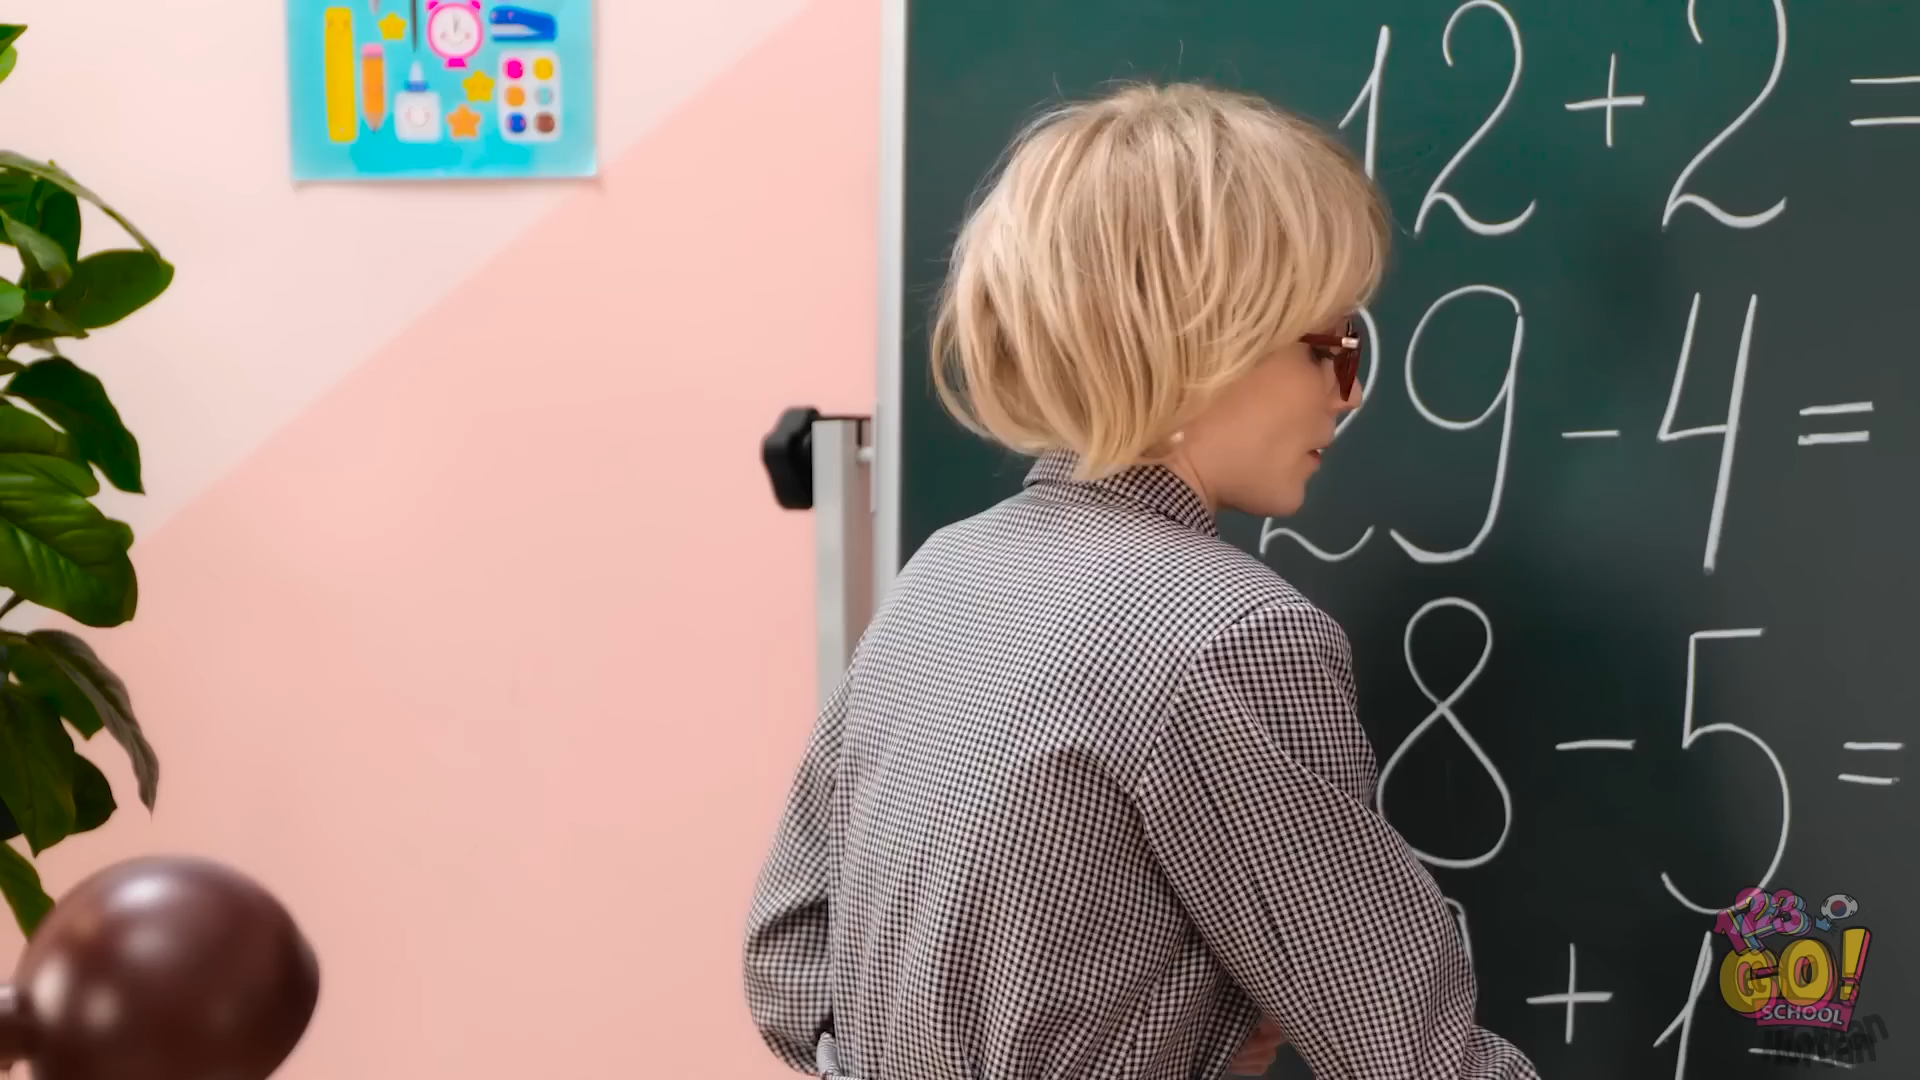 12 + 2 =
29 - 4 =
8 - 5 =
+ 1
123
GO!
SCHOOL